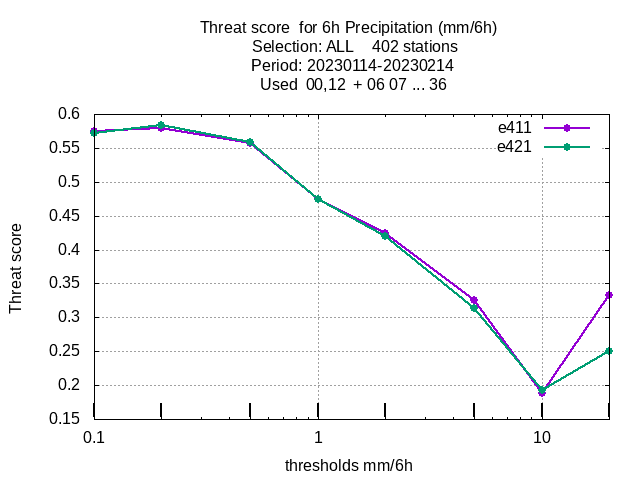 Threat score  for 6h Precipitation (mm/6h)
Selection: ALL    402 stations
Period: 20230114-20230214
Used  00,12  + 06 07 ... 36
0.6
e411
e421
0.55
0.5
0.45
0.4
0.35
0.3
0.25
0.2
0.15
Threat score
0.1
1
10
thresholds mm/6h